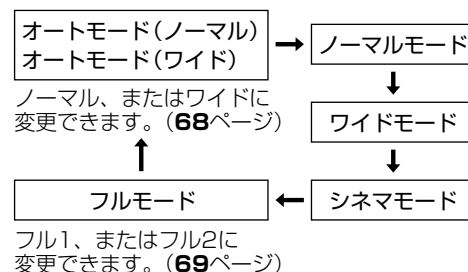 オートモード(ノーマル)
オートモード(ワイド)
ノーマル、またはワイドに
変更できます。(68ページ)
ノーマルモード
ワイドモード
シネマモード
フルモード
フル1、またはフル2に
変更できます。(69ページ)